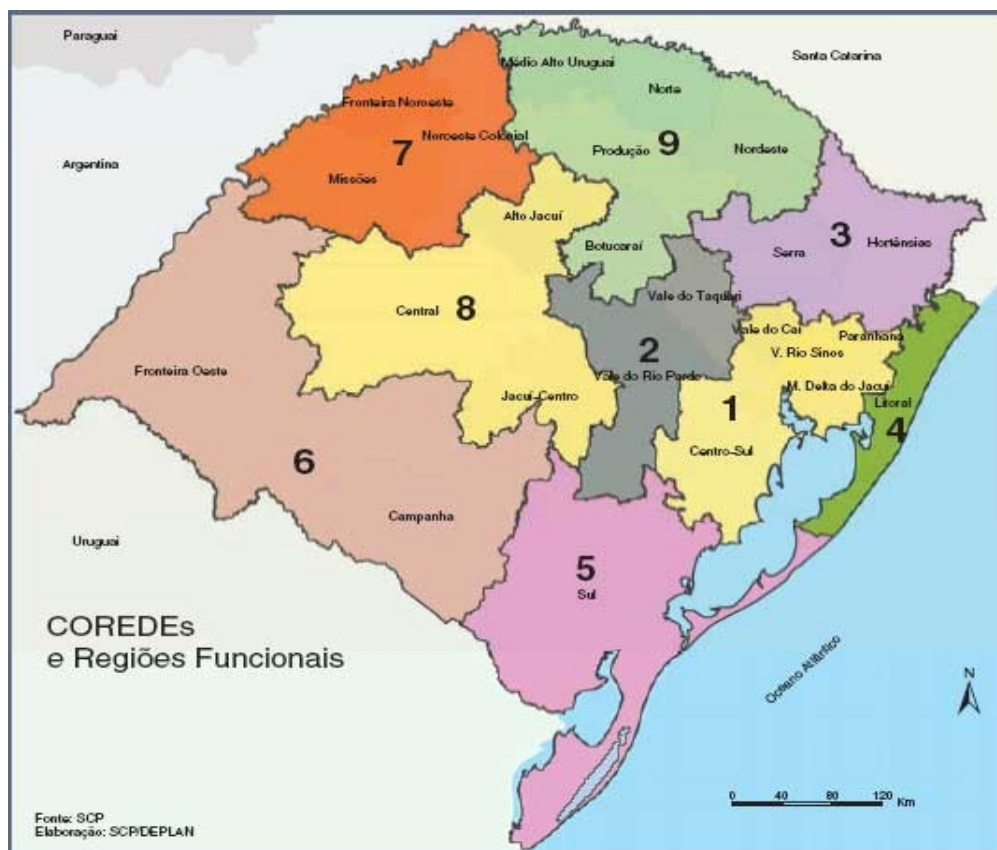 Paraguai
Médio Alto Uruguai
Santa Catarina
Norte
Fronteira Noroeste
Noroeste Colonial
9
7
Produção
Nordeste
Argentina
Missões
Alto Jacuí
3
Hortênsias
Botucaraí
Serra
Vale do Taquari
Central
8
Vale do Caí
Paranhana
2
V. Rio Sinos
Fronteira Oeste
Vale do Rio Pardo
M. Delta do Jacuí
Jacuí-Centro
1
Litoral
4
6
Centro-Sul
Campanha
Uruguai
5
Sul
COREDEs
e Regiões Funcionais
Oceano Atlântico
N
0 40 80 120
Km
Fonte: SCP
Elaboração: SCP/DEPLAN